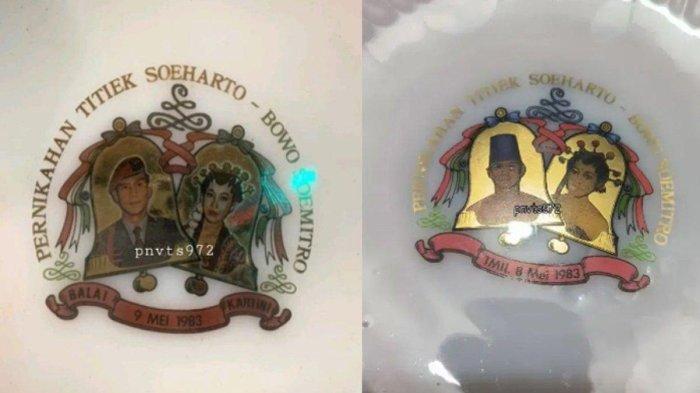 PERNIKAHAN TITIEK SOEHARTO - BOWO SOEMITRO
pnvts972
BALAI
9 MEI 1983
KARTINI
PERNIKAHAN TITIEK SOEHARTO - BOWO SOEMITRO
pnvts972
TMII, 8 Mei 1983